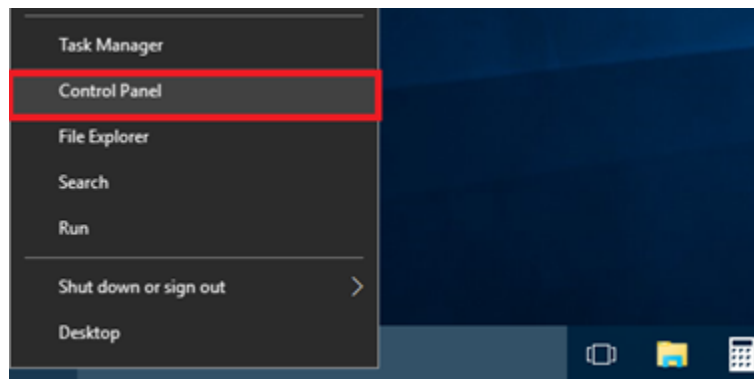 Task Manager
Control Panel
File Explorer
Search
Run
Shut down or sign out
Desktop